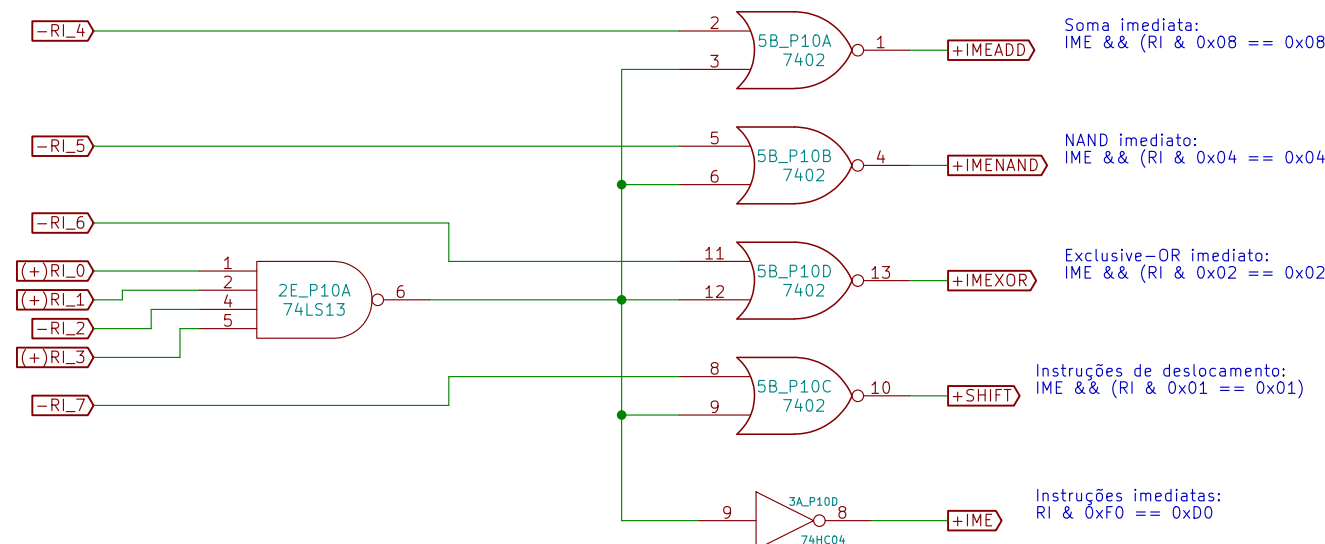 -RI_4
2
3
5B_P10A
7402
1
+IMEADD
Soma imediata:
IME && (RI & 0x08 == 0x08
-RI_5
5
6
5B_P10B
7402
4
+IMENAND
NAND imediato:
IME && (RI & 0x04 == 0x04
-RI_6
11
12
5B_P10D
7402
13
+IMEXOR
Exclusive-OR imediato:
IME && (RI & 0x02 == 0x02
(+)RI_0
(+)RI_1
-RI_2
(+)RI_3
1
2
4
5
2E_P10A
74LS13
6
-RI_7
8
9
5B_P10C
7402
10
+SHIFT
Instruções de deslocamento:
IME && (RI & 0x01 == 0x01)
9
3A_P10D
74HC04
8
+IME
Instruções imediatas:
RI & 0xF0 == 0xD0